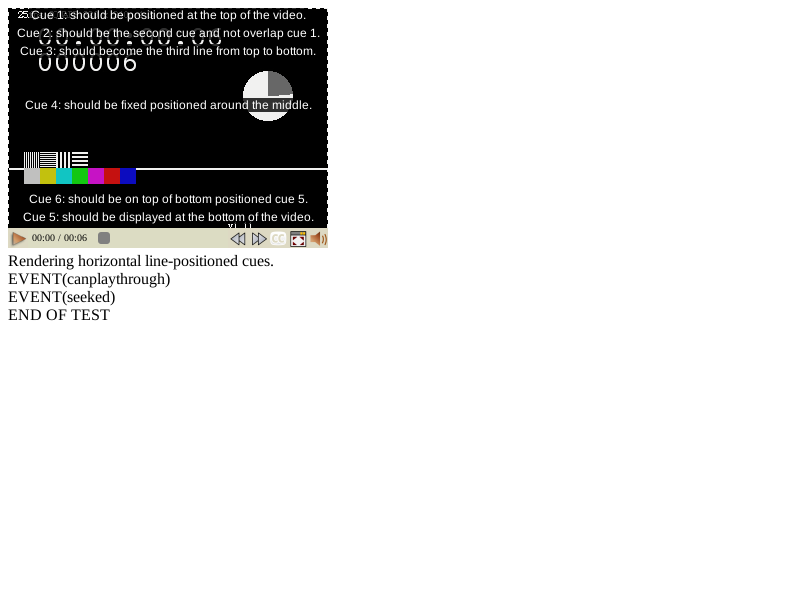 Cue 1: should be positioned at the top of the video.
Cue 2: should be the second cue and not overlap cue 1.
Cue 3: should become the third line from top to bottom.
000006
Cue 4: should be fixed positioned around the middle.
Cue 6: should be on top of bottom positioned cue 5.
Cue 5: should be displayed at the bottom of the video.
00:00 / 00:06
CC
Rendering horizontal line-positioned cues.
EVENT(canplaythrough)
EVENT(seeked)
END OF TEST